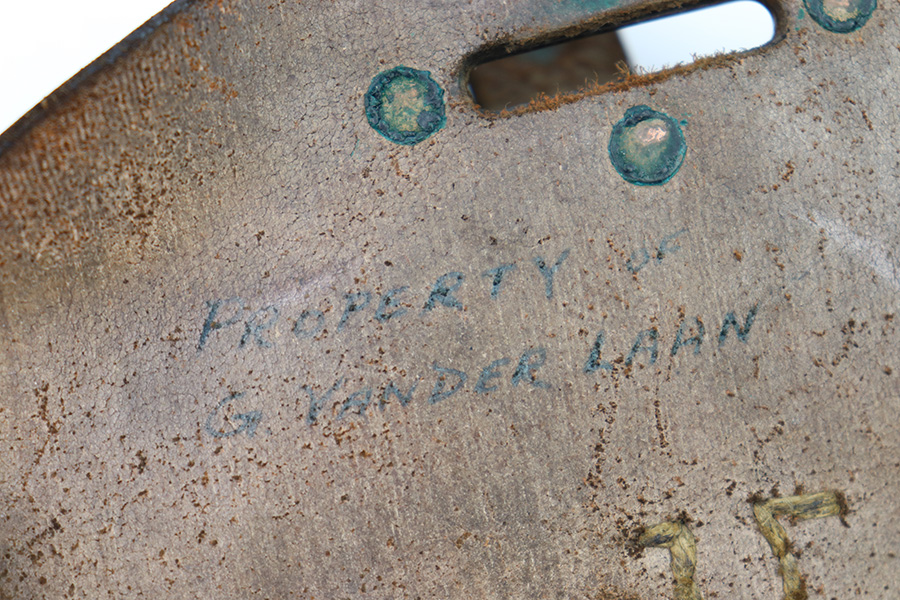 PROPERTY OF
G VANDER LAAN